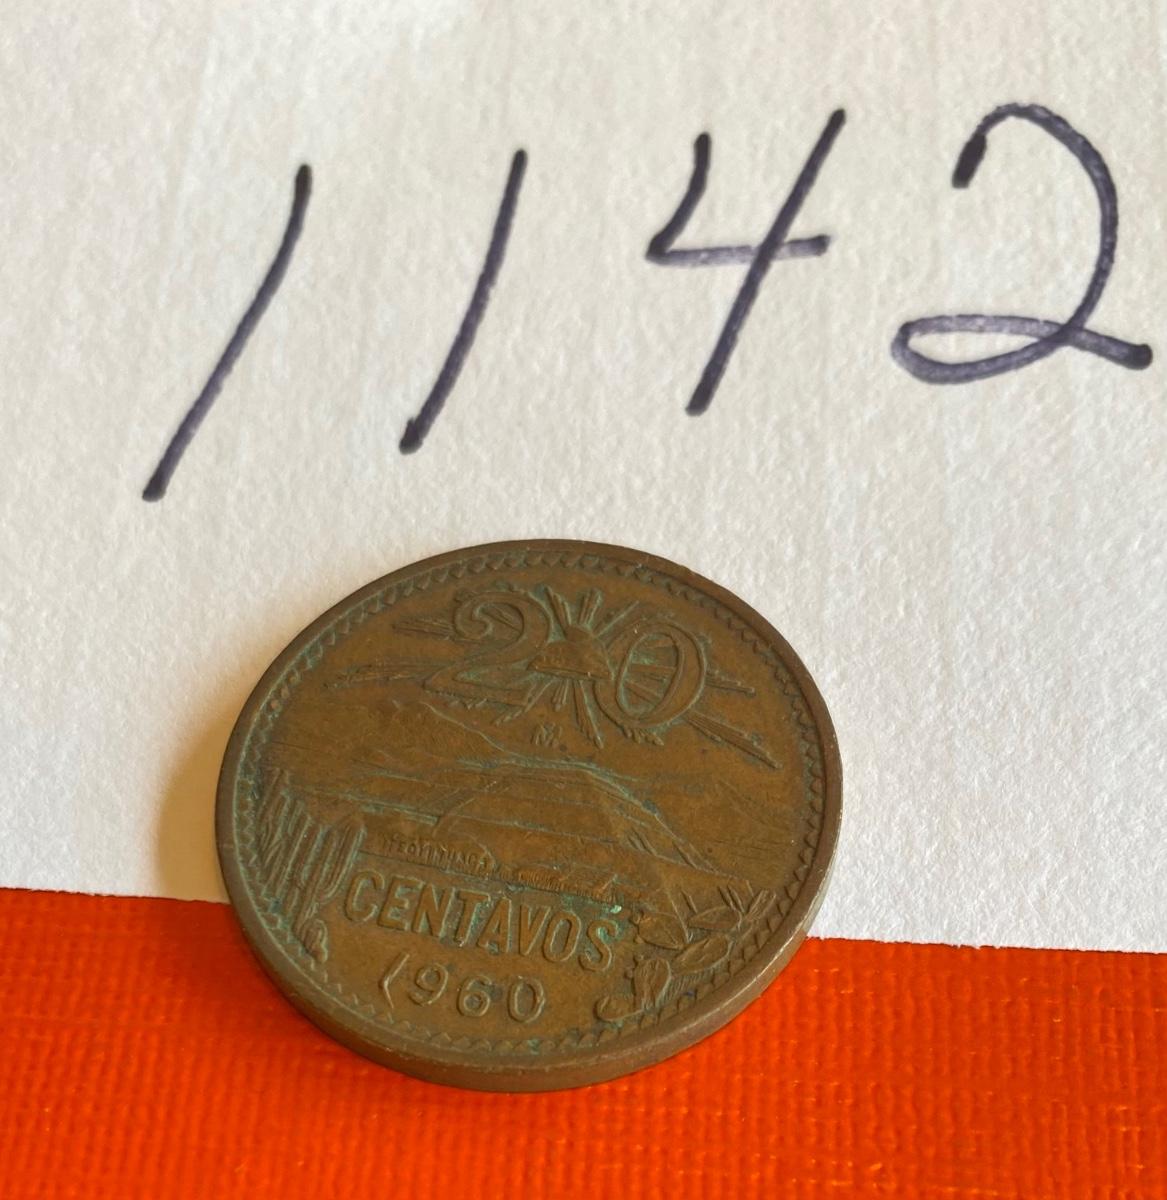 1142
20
M.
TEOTIHUACAN
CENTAVOS
1960